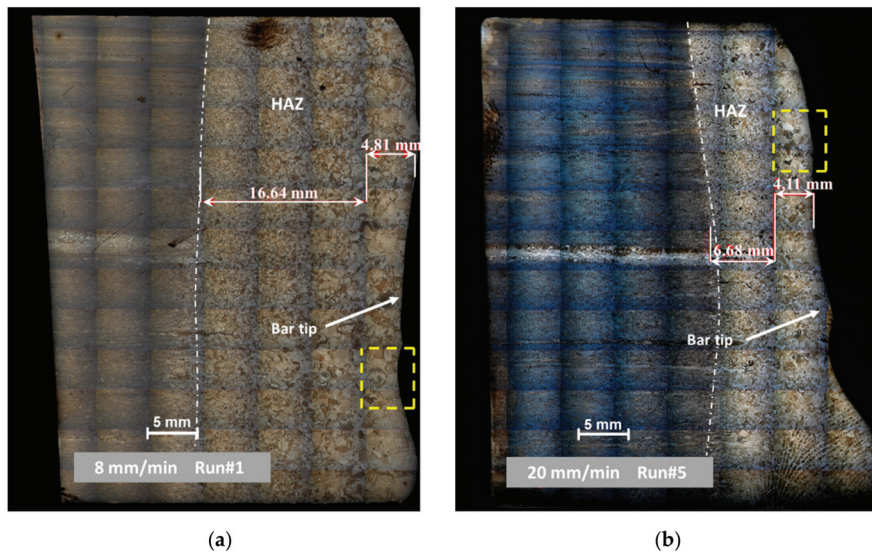 HAZ
4.81 mm
16.64 mm
Bar tip
5 mm
8 mm/min Run#1
(a)
HAZ
4.11 mm
6.68 mm
Bar tip
5 mm
20 mm/min Run#5
(b)